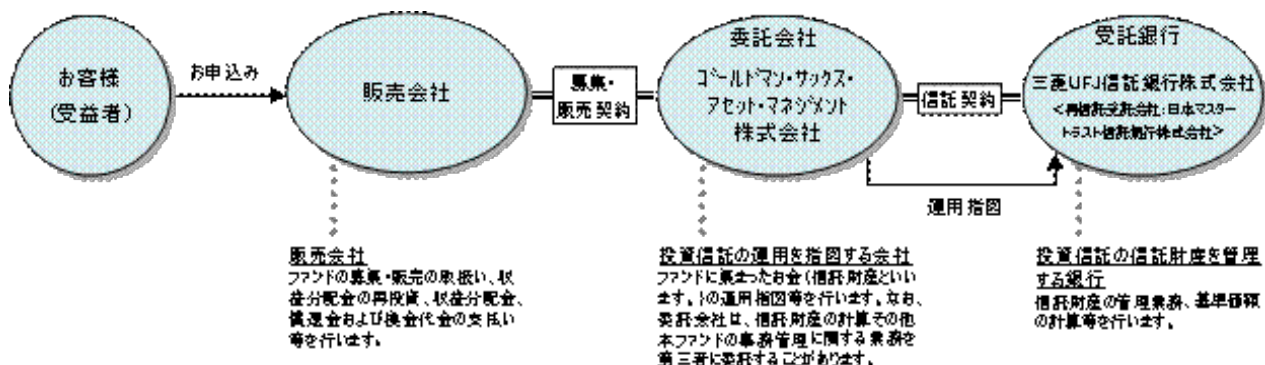 お客様
(受益者)
お申込み
販売会社
募集・
販売契約
委託会社
ゴールドマン・サックス・
アセット・マネジメント
株式会社
信託契約
受託銀行
三菱UFJ信託銀行株式会社
<再信託受託会社:日本マスター
トラスト信託銀行株式会社>
運用指図
販売会社
ファンドの募集・販売の取扱い、収
益分配金の再投資、収益分配金、
償還金および換金代金の支払い
等を行います。
投資信託の運用を指図する会社
ファンドに集まったお金(信託財産といい
ます。)の運用指図等を行います。なお、
委託会社は、信託財産の計算その他
本ファンドの事務管理に関する業務を
第三者に委託することがあります。
投資信託の信託財産を管理
する銀行
信託財産の管理業務、基準価額
の計算等を行います。